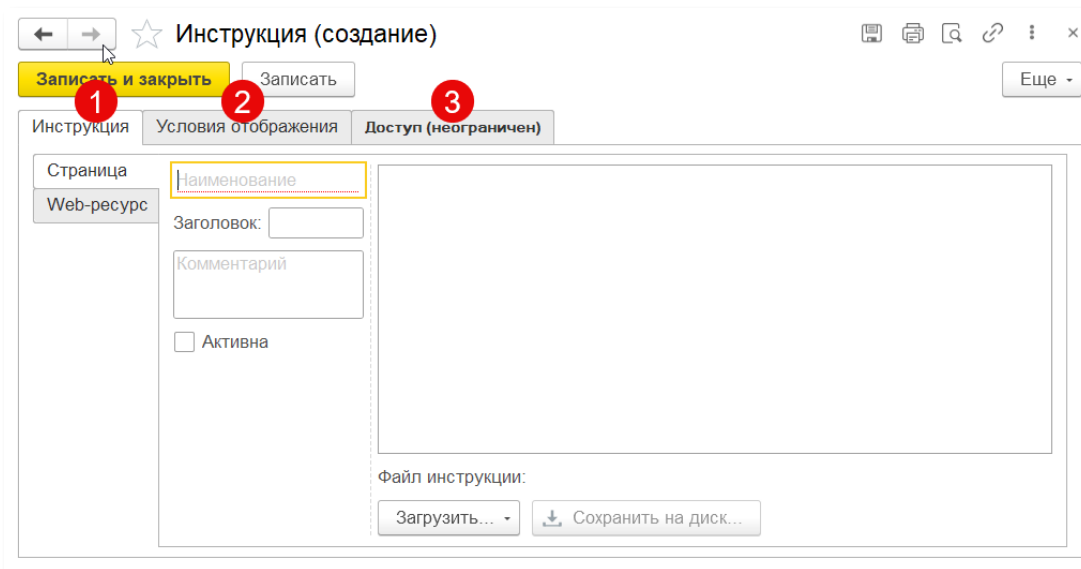 Инструкция (создание)
Записать и закрыть Записать Еще
1 2 3
Инструкция Условия отображения Доступ (неограничен)
Страница
Web-ресурс
Наименование
Заголовок:
Комментарий
Активна
Файл инструкции:
Загрузить... Сохранить на диск...